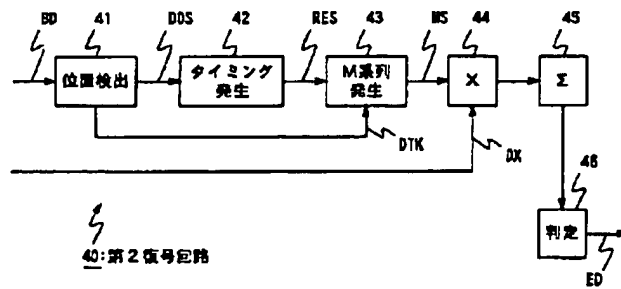 BD 41 DOS 42 RES 43 MS 44 45
位置検出
タイミング
発生
M系列
発生
X
Σ
DTK
DX
46
判定
ED
40:第2復号回路